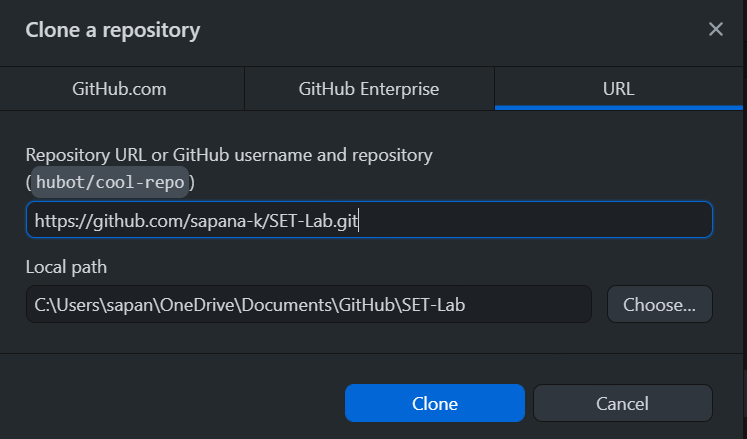 Clone a repository
GitHub.com
GitHub Enterprise
URL
Repository URL or GitHub username and repository
(hubot/cool-repo)
https://github.com/sapana-k/SET-Lab.git
Local path
C:\Users\sapan\OneDrive\Documents\GitHub\SET-Lab
Choose...
Clone
Cancel